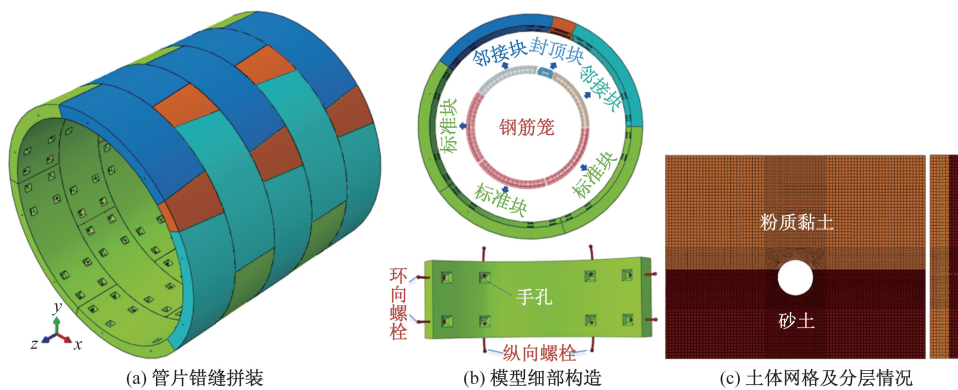 y
z
x
(a) 管片错缝拼装
邻接块
封顶块
邻接块
标准块
钢筋笼
标准块
标准块
环向螺栓
手孔
纵向螺栓
(b) 模型细部构造
粉质黏土
砂土
(c) 土体网格及分层情况